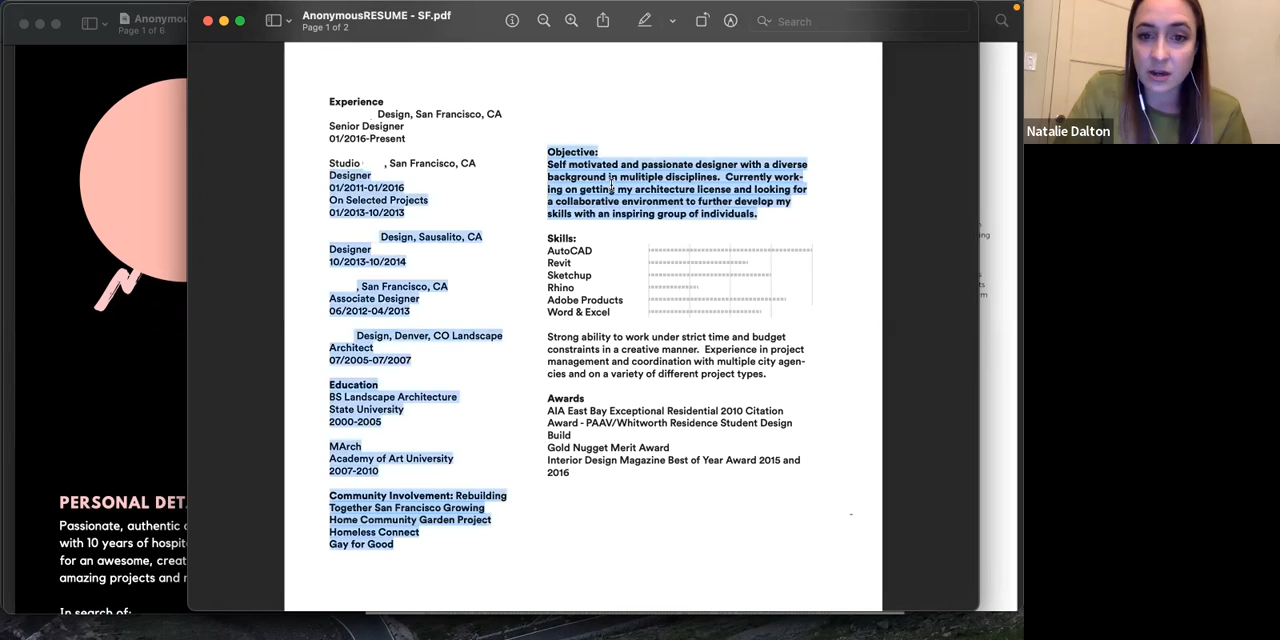 AnonymousRESUME - SF.pdf
Page 1 of 2
Search
Anonymou
Page 1 of 6
Natalie Dalton
Experience
Design, San Francisco, CA
Senior Designer
01/2016-Present
Studio , San Francisco, CA
Designer
01/2011-01/2016
On Selected Projects
01/2013-10/2013
Design, Sausalito, CA
Designer
10/2013-10/2014
, San Francisco, CA
Associate Designer
06/2012-04/2013
Design, Denver, CO Landscape
Architect
07/2005-07/2007
Education
BS Landscape Architecture
State University
2000-2005
MArch
Academy of Art University
2007-2010
Community Involvement: Rebuilding
Together San Francisco Growing
Home Community Garden Project
Homeless Connect
Gay for Good
Objective:
Self motivated and passionate designer with a diverse
background in mulitiple disciplines. Currently work-
ing on getting my architecture license and looking for
a collaborative environment to further develop my
skills with an inspiring group of individuals.
Skills:
AutoCAD
Revit
Sketchup
Rhino
Adobe Products
Word & Excel
Strong ability to work under strict time and budget
constraints in a creative manner. Experience in project
management and coordination with multiple city agen-
cies and on a variety of different project types.
Awards
AIA East Bay Exceptional Residential 2010 Citation
Award - PAAV/Whitworth Residence Student Design
Build
Gold Nugget Merit Award
Interior Design Magazine Best of Year Award 2015 and
2016
PERSONAL DET
Passionate, authentic
with 10 years of hospit
for an awesome, creat
amazing projects and
In search of:
ing
s
ts
m